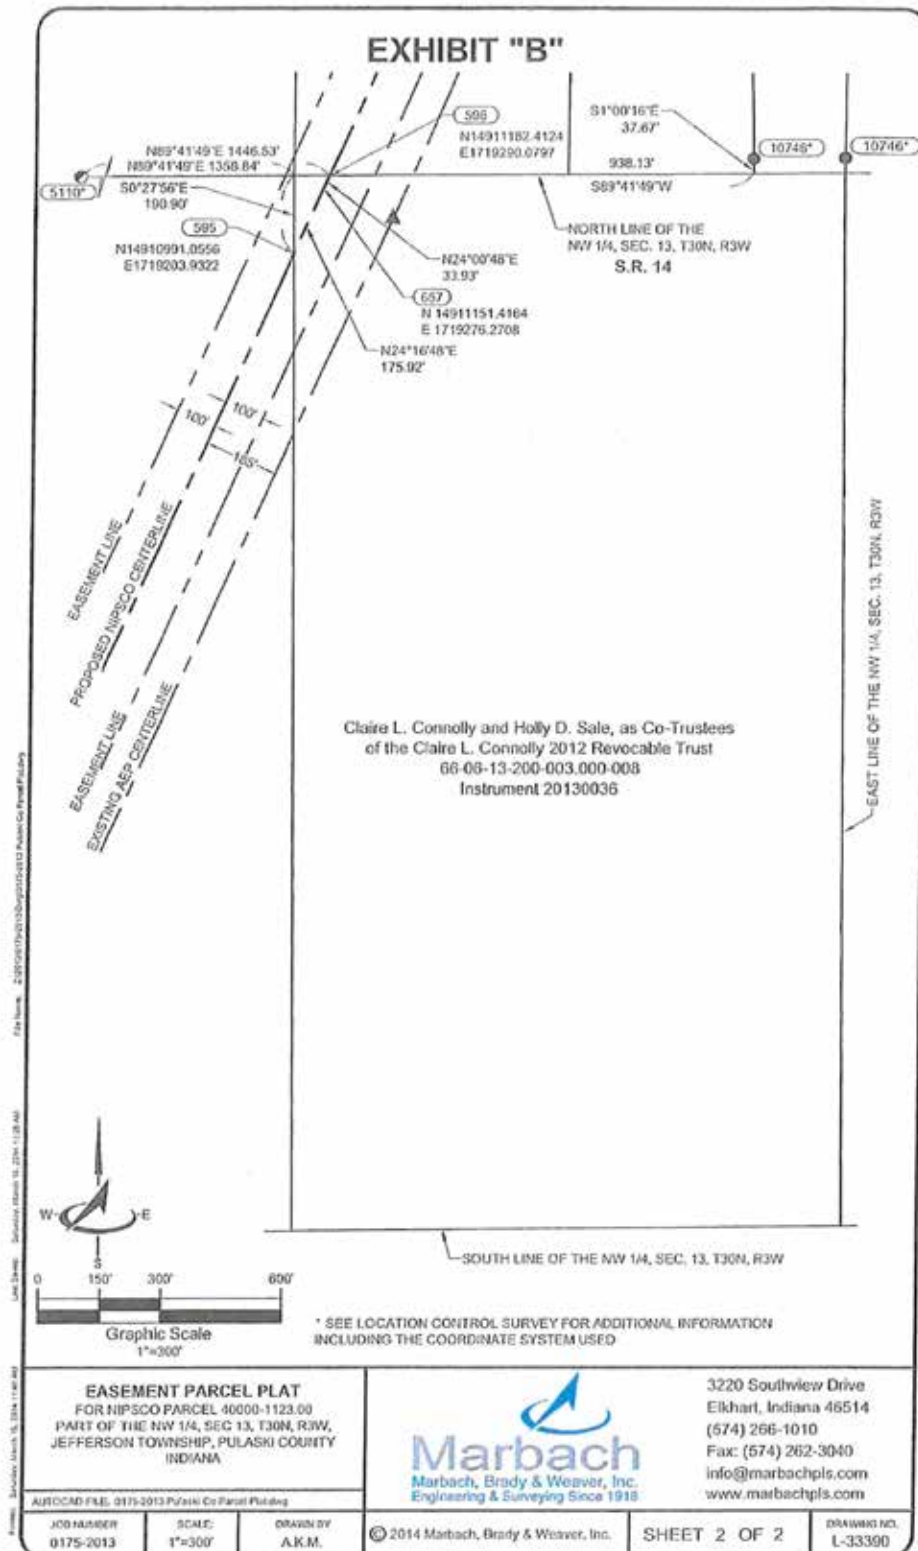 EXHIBIT "B"
598
N14911182.4124
E1719290.0797
S1°00'16"E
37.67'
10746*
10746*
N89°41'49"E 1446.53'
N89°41'49"E 1358.84'
938.13'
S89°41'49"W
5110*
S0°27'56"E
190.90'
595
N14910991.0556
E1719203.9322
NORTH LINE OF THE
NW 1/4, SEC. 13, T30N, R3W
S.R. 14
N24°00'48"E
33.93'
657
N 14911151.4164
E 1719276.2708
N24°16'48"E
175.92'
100'
100'
165'
EASEMENT LINE
PROPOSED NIPSCO CENTERLINE
EASEMENT LINE
EXISTING AEP CENTERLINE
EAST LINE OF THE NW 1/4, SEC. 13, T30N, R3W
Claire L. Connolly and Holly D. Sale, as Co-Trustees
of the Claire L. Connolly 2012 Revocable Trust
66-06-13-200-003.000-008
Instrument 20130036
W
E
S
SOUTH LINE OF THE NW 1/4, SEC. 13, T30N, R3W
0 150' 300' 600'
Graphic Scale
1"=300'
* SEE LOCATION CONTROL SURVEY FOR ADDITIONAL INFORMATION
INCLUDING THE COORDINATE SYSTEM USED
EASEMENT PARCEL PLAT
FOR NIPSCO PARCEL 40000-1123.00
PART OF THE NW 1/4, SEC 13, T30N, R3W,
JEFFERSON TOWNSHIP, PULASKI COUNTY
INDIANA
AUTOCAD FILE: 0175-2013 Pulaski Co Parcel Plat.dwg
Marbach
Marbach, Brady & Weaver, Inc.
Engineering & Surveying Since 1918
3220 Southview Drive
Elkhart, Indiana 46514
(574) 266-1010
Fax: (574) 262-3040
info@marbachpls.com
www.marbachpls.com
JOB NUMBER
0175-2013
SCALE:
1"=300'
DRAWN BY
A.K.M.
© 2014 Marbach, Brady & Weaver, Inc.
SHEET 2 OF 2
DRAWING NO.
L-33390